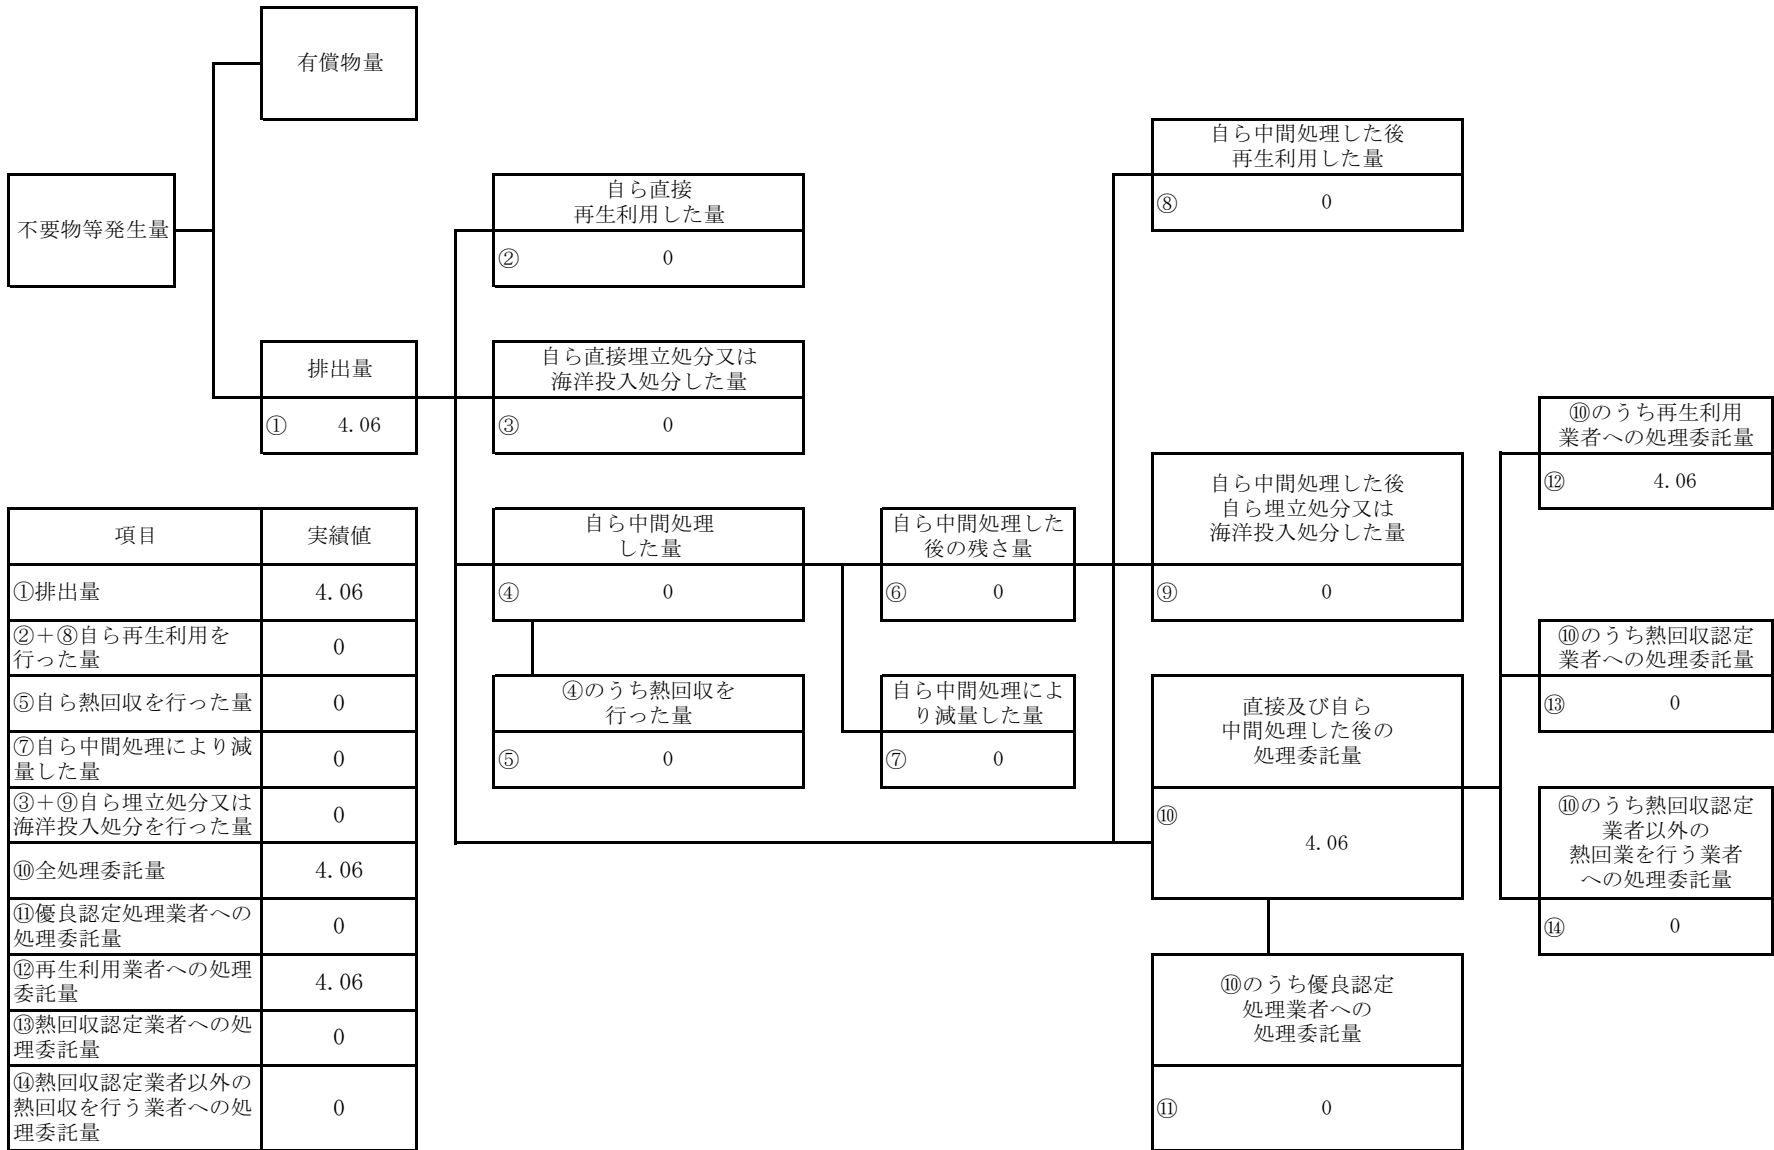 有償物量
不要物等発生量
排出量
① 4.06
自ら直接
再生利用した量
② 0
自ら直接埋立処分又は
海洋投入処分した量
③ 0
自ら中間処理
した量
④ 0
④のうち熱回収を
行った量
⑤ 0
自ら中間処理した
後の残さ量
⑥ 0
自ら中間処理によ
り減量した量
⑦ 0
自ら中間処理した後
再生利用した量
⑧ 0
自ら中間処理した後
自ら埋立処分又は
海洋投入処分した量
⑨ 0
直接及び自ら
中間処理した後の
処理委託量
⑩
4.06
⑩のうち優良認定
処理業者への
処理委託量
⑪ 0
⑩のうち再生利用
業者への処理委託量
⑫ 4.06
⑩のうち熱回収認定
業者への処理委託量
⑬ 0
⑩のうち熱回収認定
業者以外の
熱回業を行う業者
への処理委託量
⑭ 0
項目 実績値
①排出量 4.06
②＋⑧自ら再生利用を
行った量 0
⑤自ら熱回収を行った量 0
⑦自ら中間処理により減
量した量 0
③＋⑨自ら埋立処分又は
海洋投入処分を行った量 0
⑩全処理委託量 4.06
⑪優良認定処理業者への
処理委託量 0
⑫再生利用業者への処理
委託量 4.06
⑬熱回収認定業者への処
理委託量 0
⑭熱回収認定業者以外の
熱回収を行う業者への処
理委託量 0